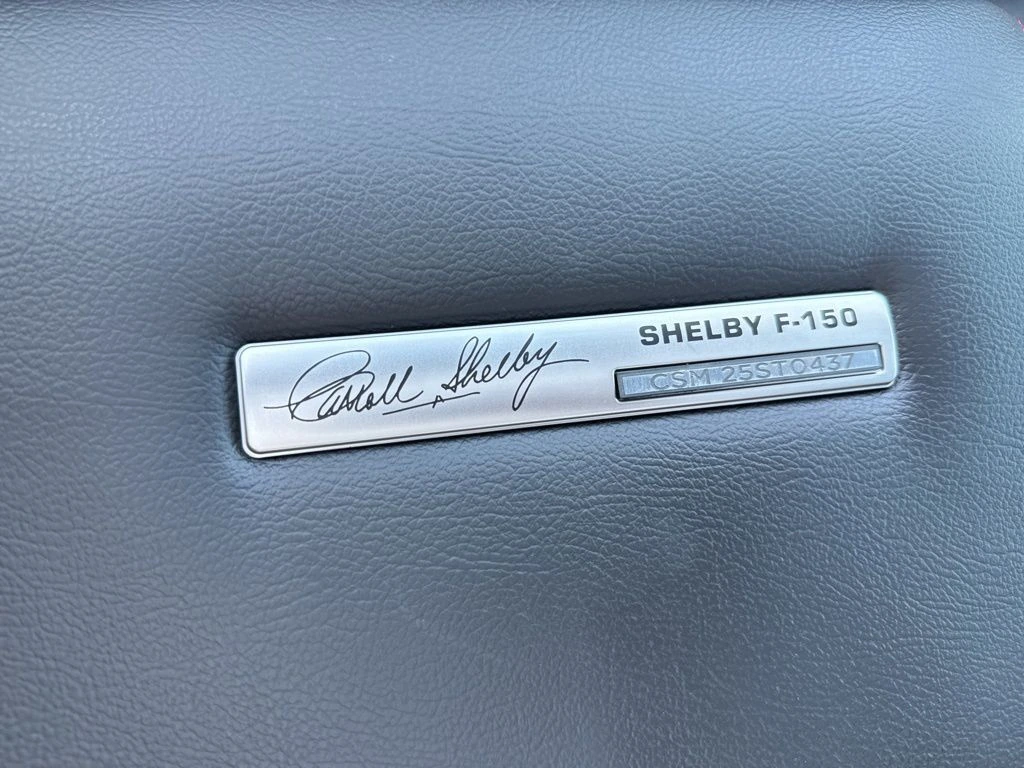 Carroll Shelby
SHELBY F-150
CSM 25ST0437